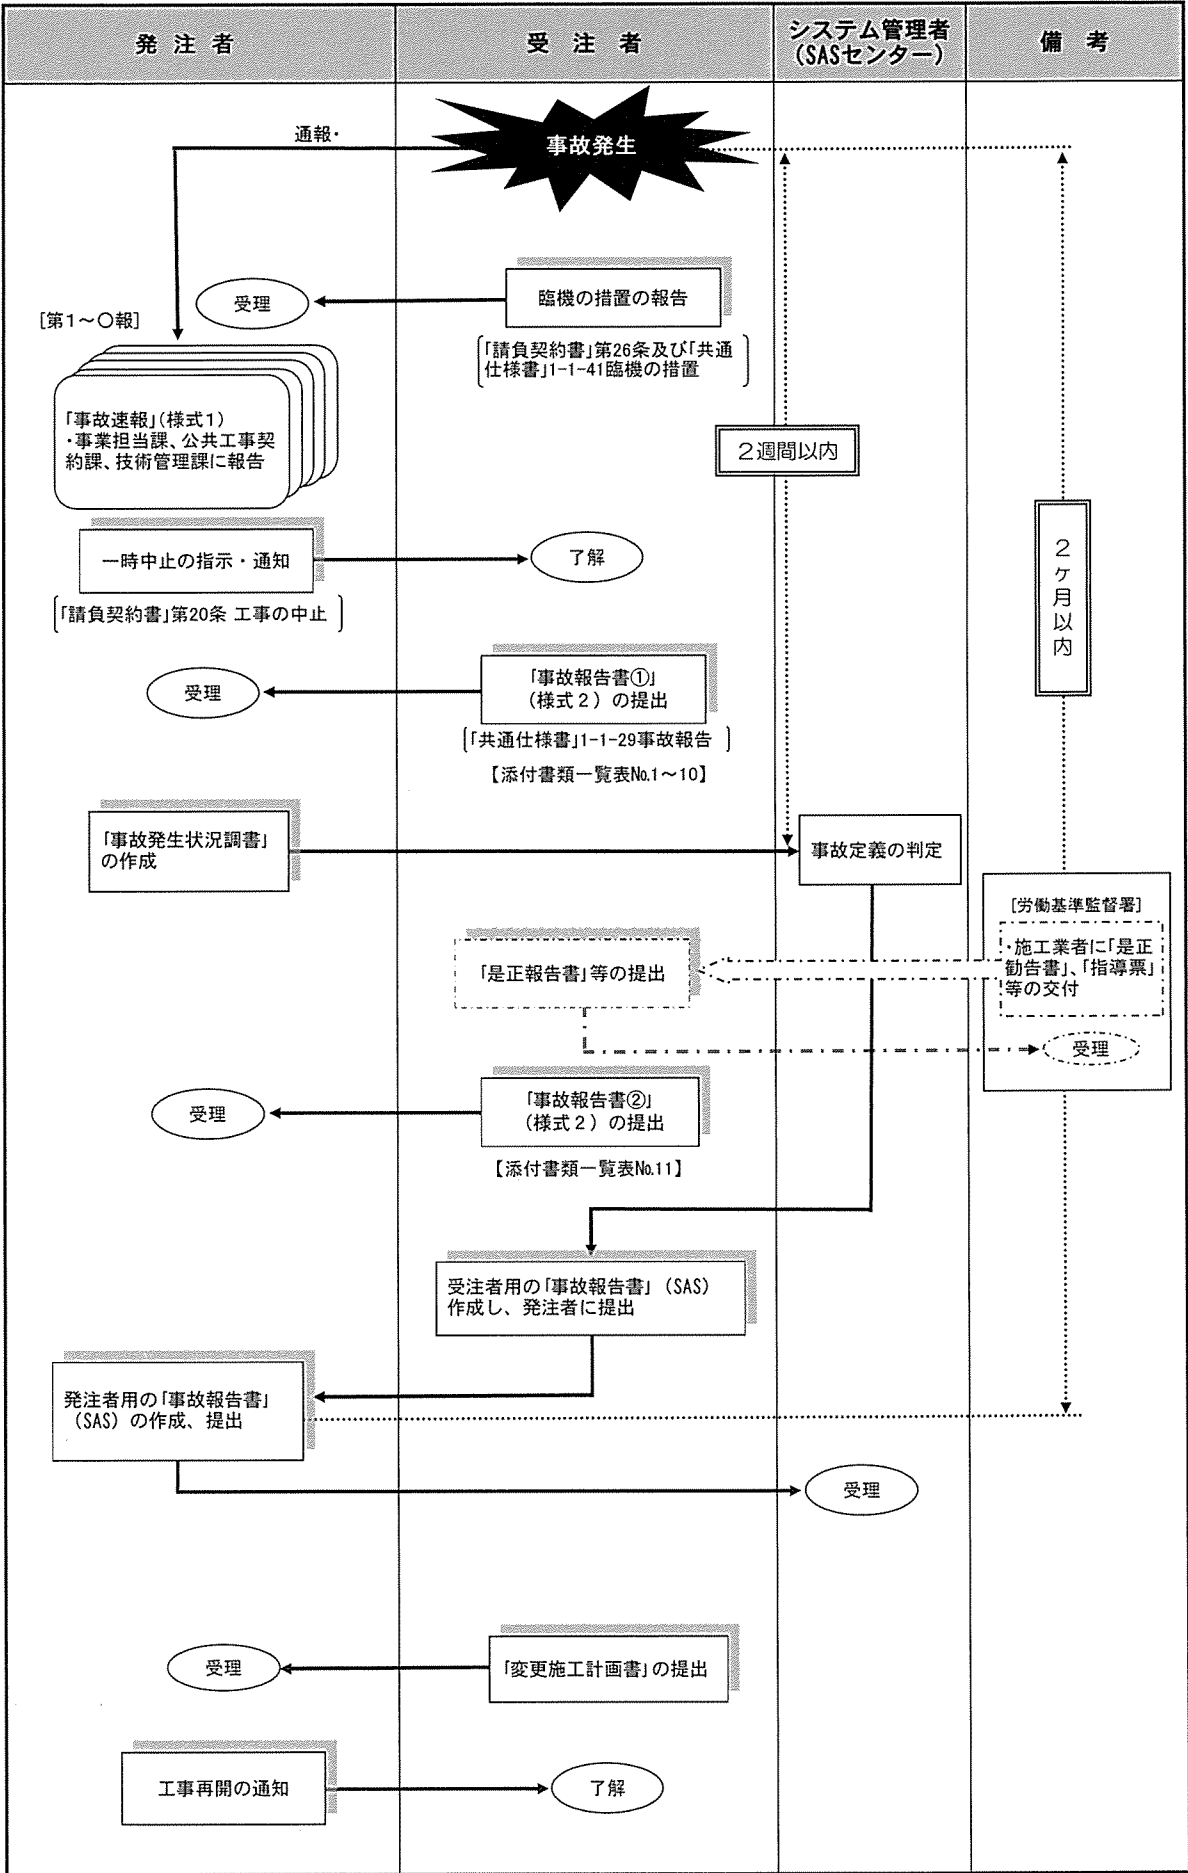 発注者
受注者
システム管理者
(SASセンター)
備考
通報・
事故発生
受理
臨機の措置の報告
[第1～〇報]
「請負契約書」第26条及び「共通
仕様書」1-1-41臨機の措置
「事故速報」(様式1)
・事業担当課、公共工事契
約課、技術管理課に報告
2週間以内
2ヶ月以内
一時中止の指示・通知
了解
「請負契約書」第20条 工事の中止
受理
「事故報告書①」
(様式2)の提出
「共通仕様書」1-1-29事故報告
【添付書類一覧表№1～10】
「事故発生状況調書」
の作成
事故定義の判定
[労働基準監督署]
・施工業者に「是正
勧告書」、「指導票」
等の交付
「是正報告書」等の提出
受理
受理
「事故報告書②」
(様式2)の提出
【添付書類一覧表№11】
受注者用の「事故報告書」(SAS)
作成し、発注者に提出
発注者用の「事故報告書」
(SAS)の作成、提出
受理
受理
「変更施工計画書」の提出
工事再開の通知
了解